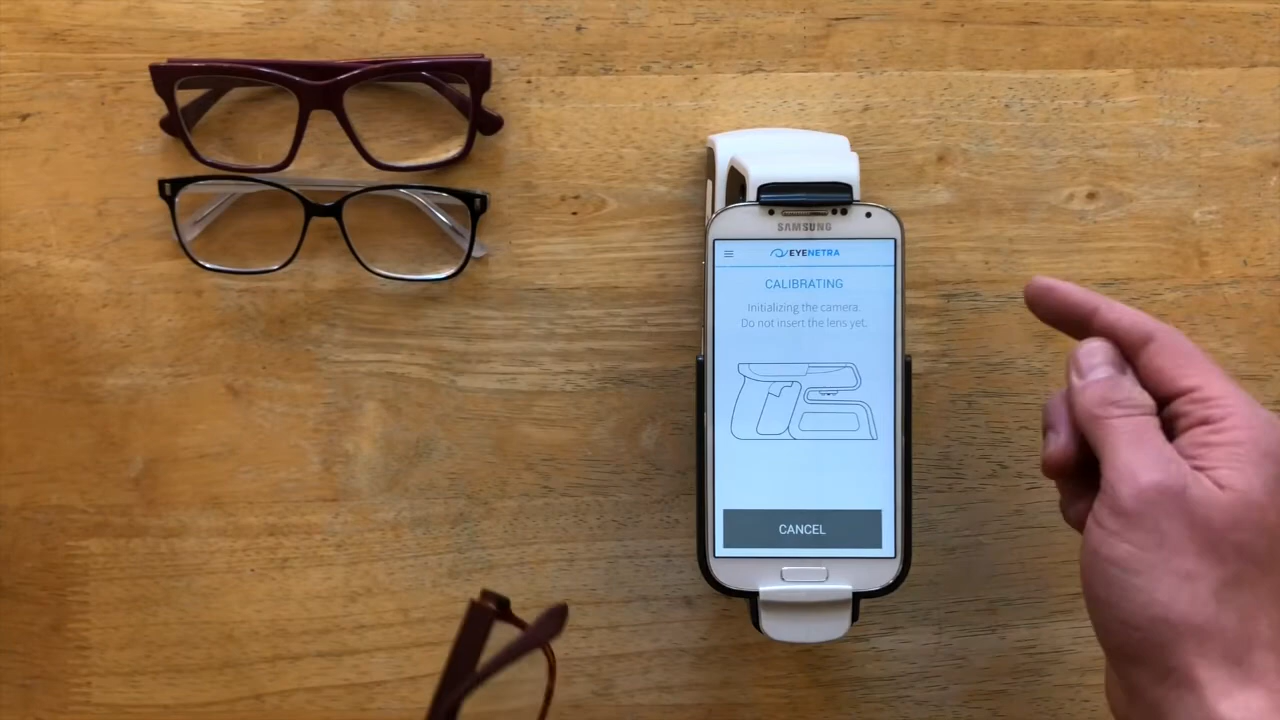 SAMSUNG
EYENETRA
CALIBRATING
Initializing the camera.
Do not insert the lens yet.
CANCEL